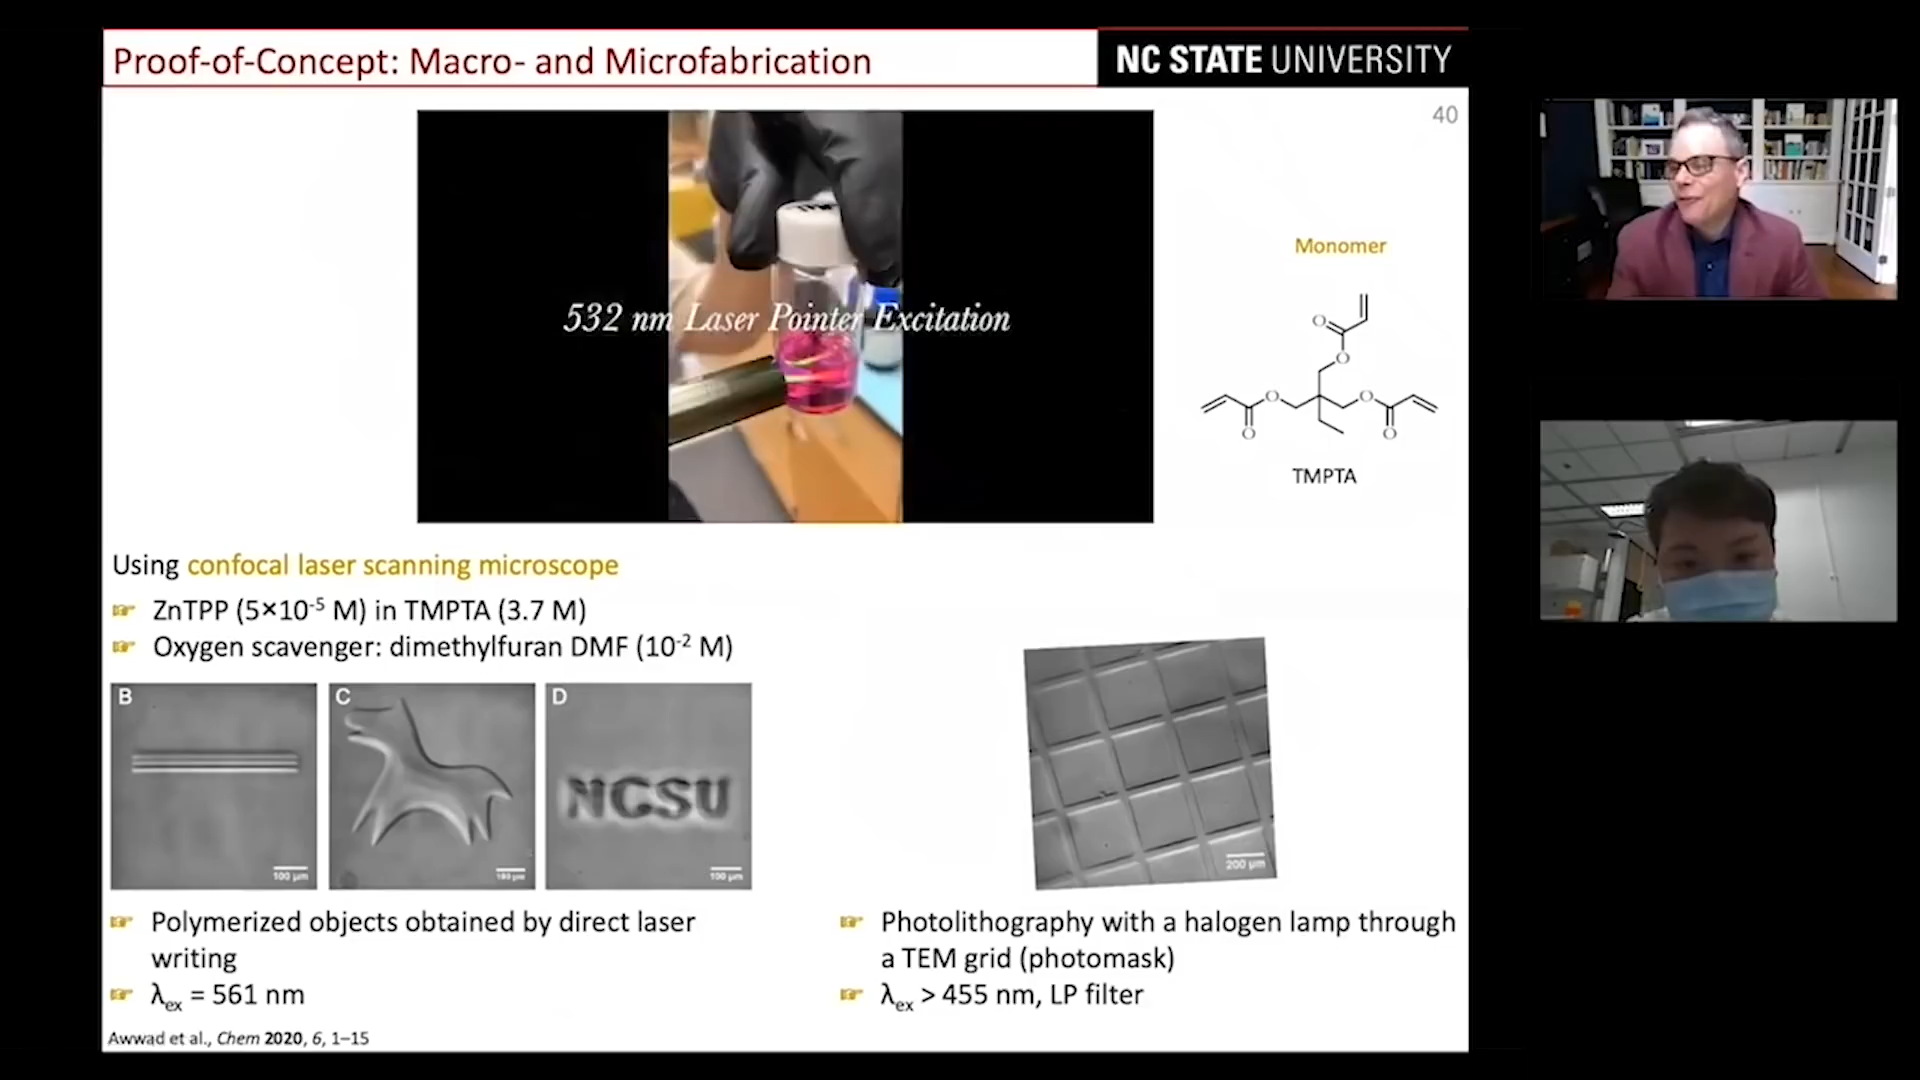 Proof-of-Concept: Macro- and Microfabrication
NC STATE UNIVERSITY
40
532 nm Laser Pointer Excitation
Monomer
O
O
O
O
O
O
TMPTA
Using confocal laser scanning microscope
☞ ZnTPP (5×10⁻⁵ M) in TMPTA (3.7 M)
☞ Oxygen scavenger: dimethylfuran DMF (10⁻² M)
B
100 µm
C
100 µm
D
NCSU
100 µm
200 µm
☞ Polymerized objects obtained by direct laser
writing
☞ λex = 561 nm
☞ Photolithography with a halogen lamp through
a TEM grid (photomask)
☞ λex > 455 nm, LP filter
Awwad et al., Chem 2020, 6, 1–15